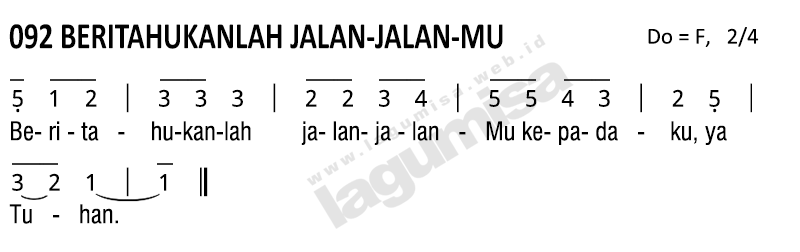 092 BERITAHUKANLAH JALAN-JALAN-MU Do = F, 2/4
5̣ 1 2 | 3 3 3 | 2 2 3 4 | 5 5 4 3 | 2 5̣ |
Be- ri - ta - hu-kan-lah ja- lan- ja - lan - Mu ke- pa- da - ku, ya
3 2 1 | 1 ||
Tu - han.
www.lagumisa.web.id
lagumisa